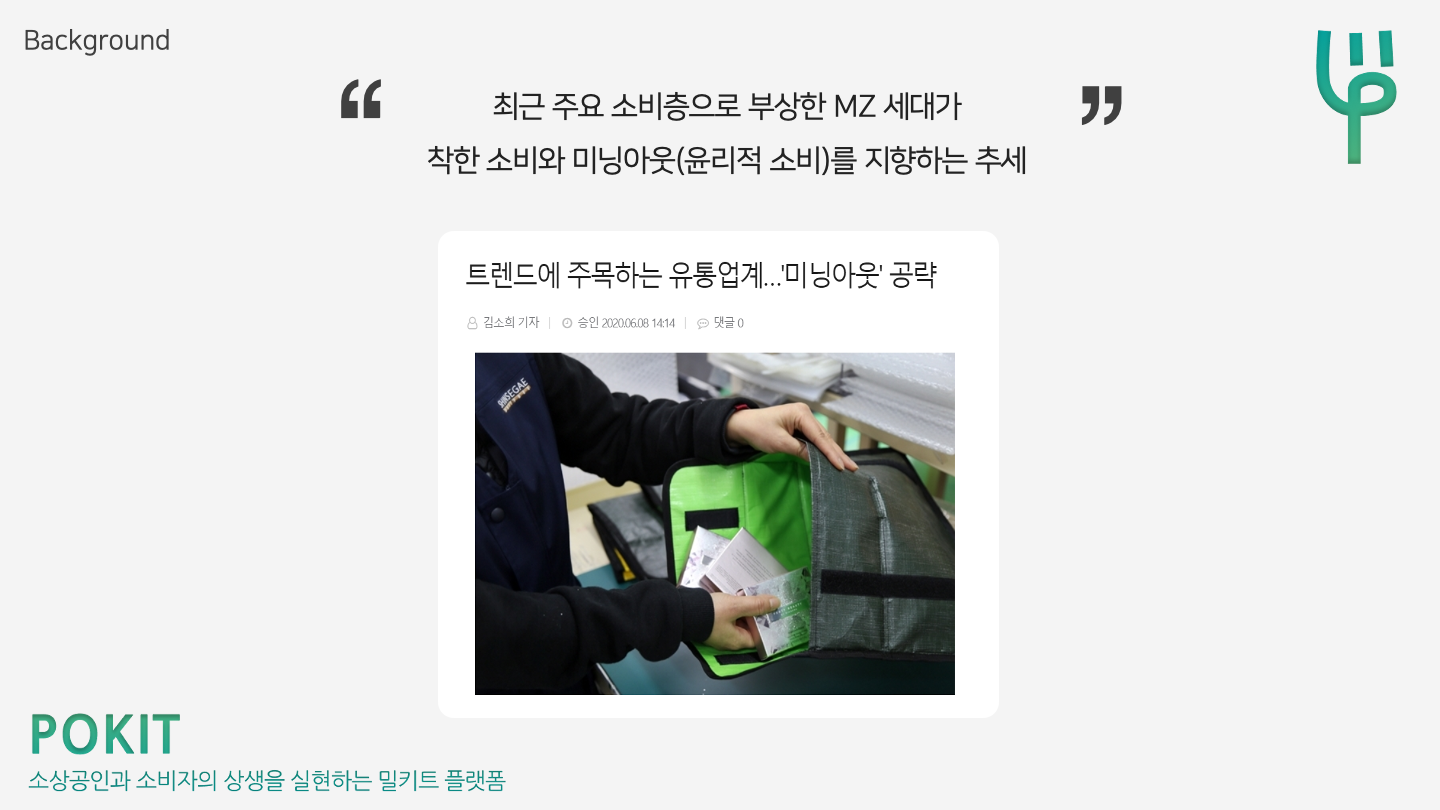 Background
“ 최근 주요 소비층으로 부상한 MZ 세대가 ”
착한 소비와 미닝아웃(윤리적 소비)를 지향하는 추세
트렌드에 주목하는 유통업계...'미닝아웃' 공략
김소희 기자 | 승인 2020.06.08 14:14 | 댓글 0
POKIT
소상공인과 소비자의 상생을 실현하는 밀키트 플랫폼